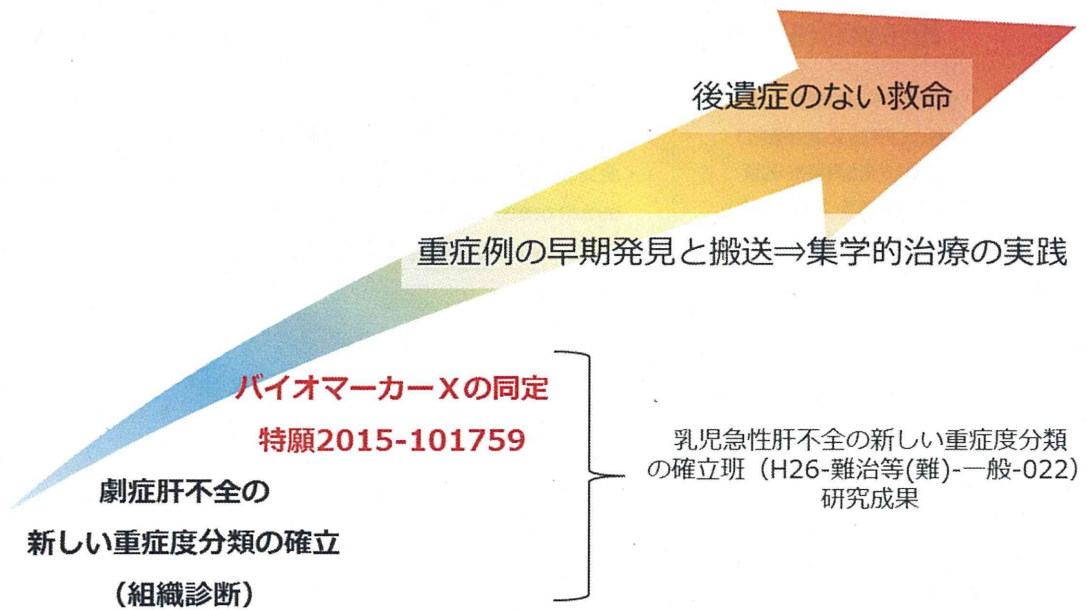 後遺症のない救命
重症例の早期発見と搬送⇒集学的治療の実践
バイオマーカーXの同定
特願2015-101759
劇症肝不全の
新しい重症度分類の確立
（組織診断）
乳児急性肝不全の新しい重症度分類
の確立班（H26-難治等(難)-一般-022）
研究成果